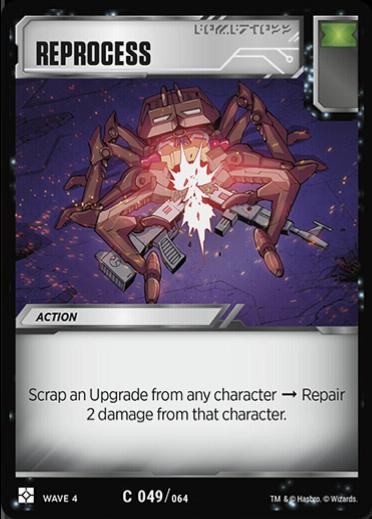 REPROCESS
ACTION
Scrap an Upgrade from any character → Repair
2 damage from that character.
WAVE 4 C 049/064 TM & © Hasbro. © Wizards.